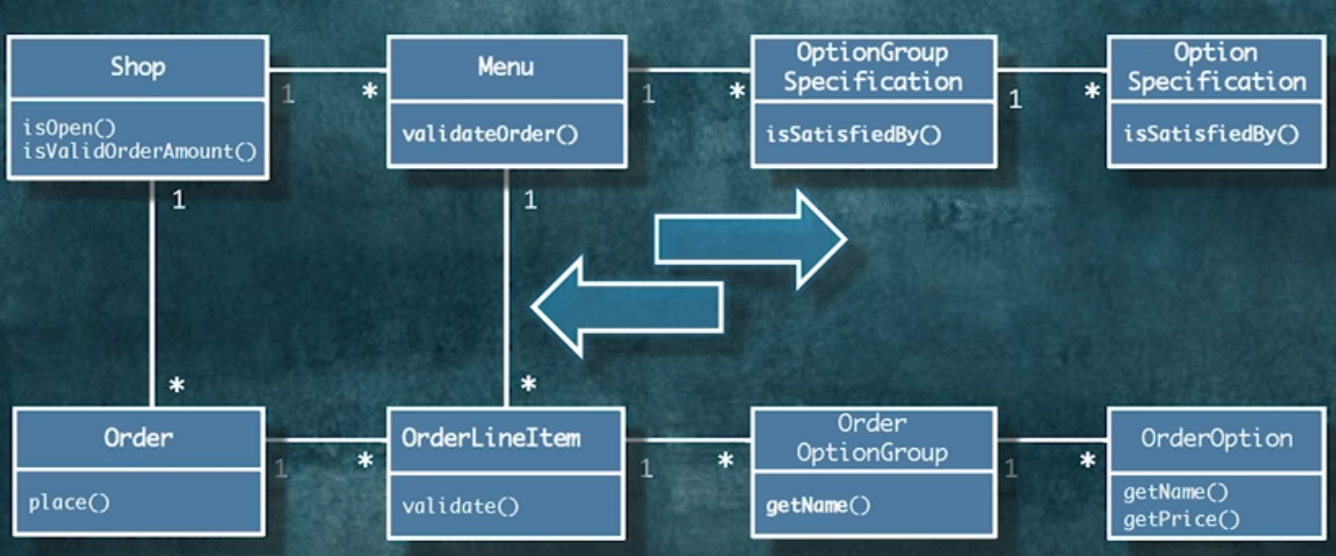 Shop
isOpen()
isValidOrderAmount()
1
*
Menu
validateOrder()
1
*
OptionGroup
Specification
isSatisfiedBy()
1
*
Option
Specification
isSatisfiedBy()
1
*
1
*
Order
place()
1
*
OrderLineItem
validate()
1
*
Order
OptionGroup
getName()
1
*
OrderOption
getName()
getPrice()